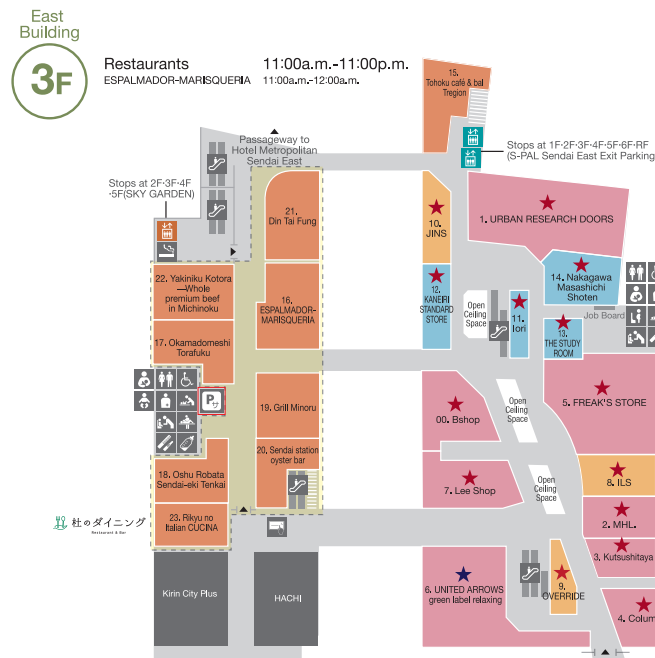 East
Building
3F
Restaurants 11:00a.m.-11:00p.m.
ESPALMADOR-MARISQUERIA 11:00a.m.-12:00a.m.
15.
Tohoku café & bal
Tregion
Passageway to
Hotel Metropolitan
Sendai East
Stops at 1F·2F·3F·4F·5F·6F·RF
(S-PAL Sendai East Exit Parking
Stops at 2F·3F·4F
·5F(SKY GARDEN)
21.
Din Tai Fung
10.
JINS
1. URBAN RESEARCH DOORS
22. Yakiniku Kotora
—Whole
premium beef
in Michinoku
16.
ESPALMADOR-
MARISQUERIA
12.
KANEIRI
STANDARD
STORE
Open
Ceiling
Space
11.
Iori
14. Nakagawa
Masashichi
Shoten
Job Board
13.
THE STUDY
ROOM
17. Okamadomeshi
Torafuku
P
19. Grill Minoru
00. Bshop
Open
Ceiling
Space
5. FREAK'S STORE
20. Sendai station
oyster bar
18. Oshu Robata
Sendai-eki Tenkai
7. Lee Shop
Open
Ceiling
Space
8. ILS
2. MHL.
23. Rikyu no
Italian CUCINA
杜のダイニング
Restaurant & Bar
3. Kutsushitaya
Kirin City Plus
HACHI
6. UNITED ARROWS
green label relaxing
9.
OVERRIDE
4. Colum